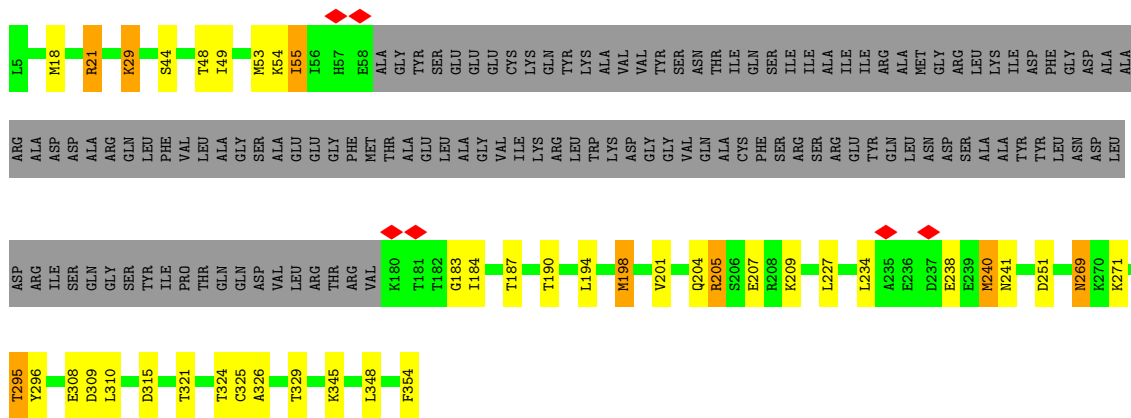 L5 M18 R21 K29 S44 T48 I49 M53 K54 I55 I56 H57 E58 ALA GLY TYR SER GLU GLU GLU CYS LYS GLN TYR LYS ALA VAL VAL TYR SER ASN THR ILE GLN SER ILE ILE ALA ILE ILE ARG ALA MET GLY ARG LEU LYS ILE ASP PHE GLY ASP ALA ALA
ARG ALA ASP ASP ALA ARG GLN LEU PHE VAL LEU ALA GLY SER ALA GLU GLU GLY PHE MET THR ALA GLU LEU ALA GLY VAL ILE LYS ARG LEU TRP LYS ASP GLY GLY VAL GLN ALA CYS PHE SER ARG SER ARG GLU TYR GLN LEU ASN ASP SER ALA ALA TYR TYR LEU ASN ASP LEU
ASP ARG ILE SER GLN GLY SER TYR ILE PRO THR GLN GLN ASP VAL LEU ARG THR ARG VAL K180 T181 T182 G183 I184 T187 T190 L194 M198 V201 Q204 R205 S206 E207 R208 K209 L227 L234 A235 E236 D237 E238 E239 M240 N241 D251 N269 K270 K271
T295 Y296 E308 D309 L310 D315 T321 T324 C325 A326 T329 K345 L348 F354